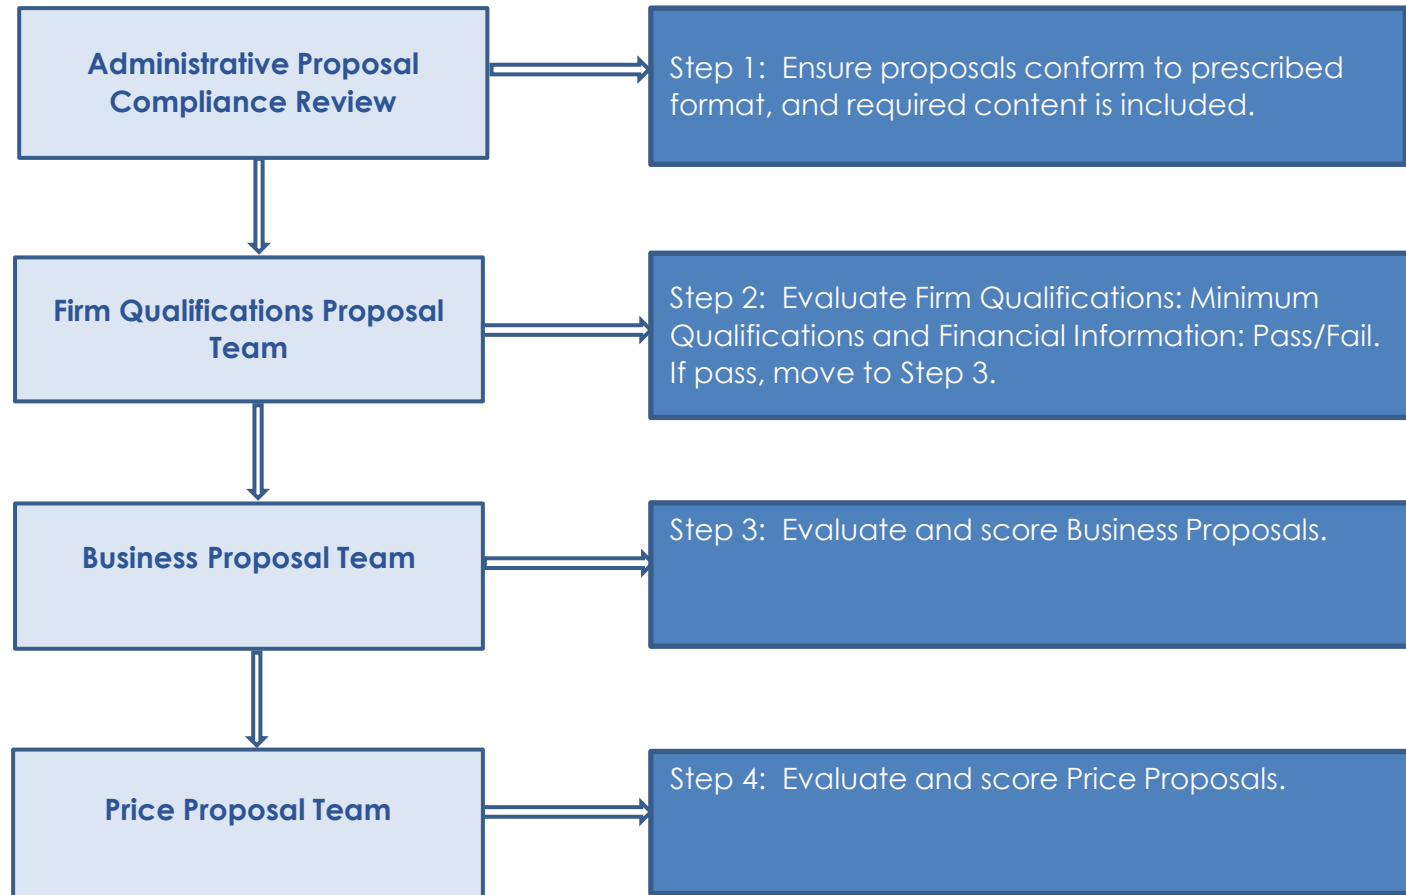 Administrative Proposal
Compliance Review
Step 1:  Ensure proposals conform to prescribed
format, and required content is included.
Firm Qualifications Proposal
Team
Step 2:  Evaluate Firm Qualifications: Minimum
Qualifications and Financial Information: Pass/Fail.
If pass, move to Step 3.
Business Proposal Team
Step 3:  Evaluate and score Business Proposals.
Price Proposal Team
Step 4:  Evaluate and score Price Proposals.